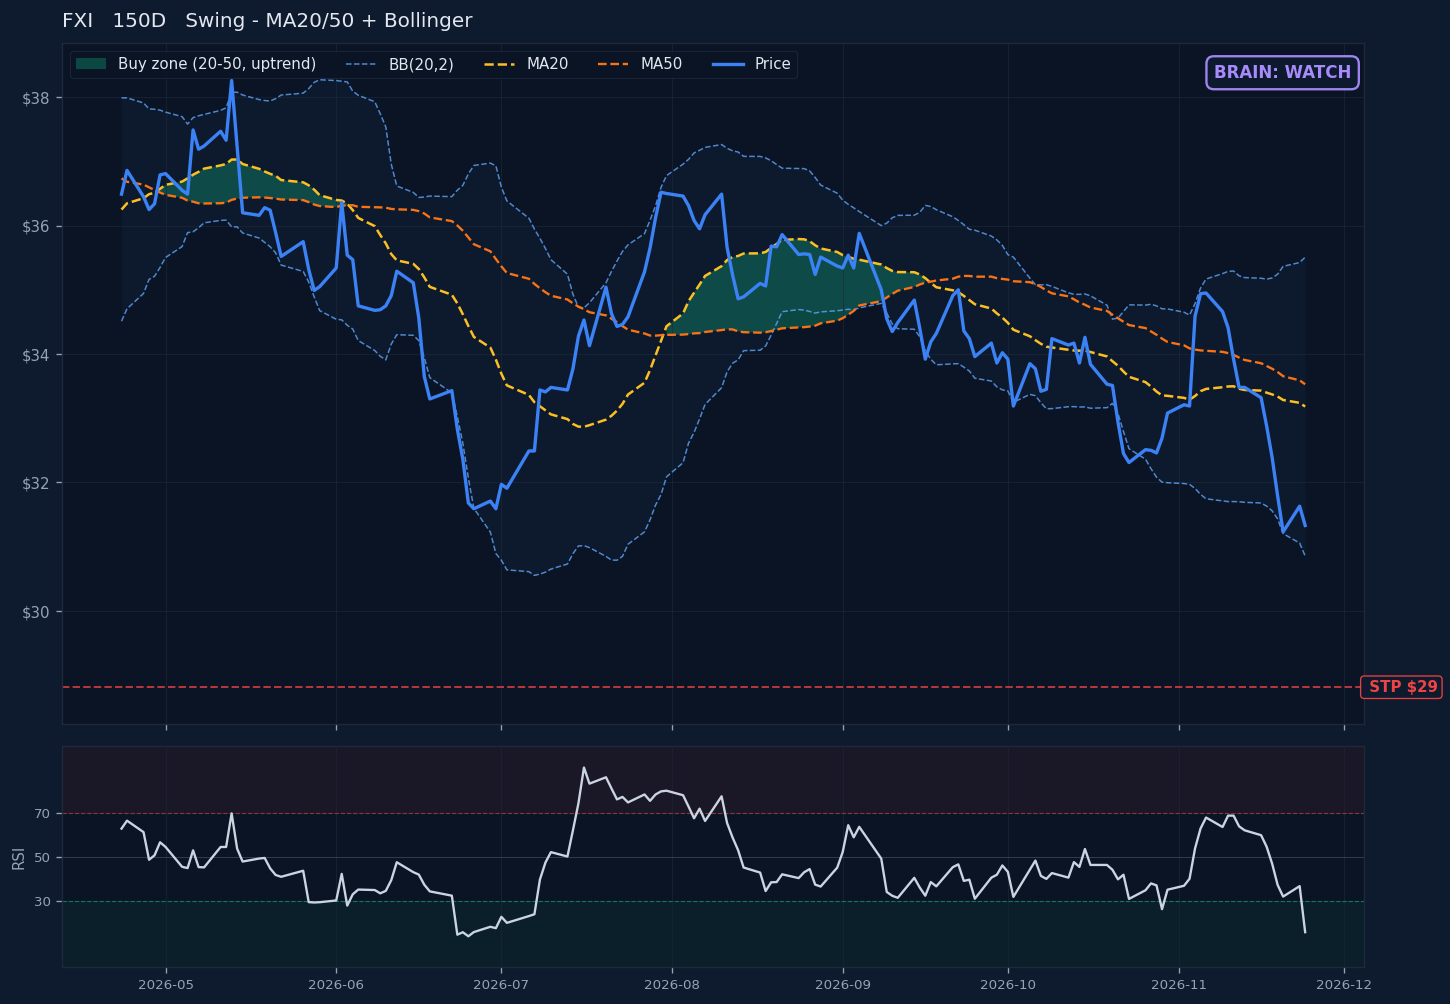 FXI   150D   Swing - MA20/50 + Bollinger
Buy zone (20-50, uptrend)   BB(20,2)   MA20   MA50   Price
BRAIN: WATCH
$38
$36
$34
$32
$30
STP $29
70
50
30
RSI
2026-05   2026-06   2026-07   2026-08   2026-09   2026-10   2026-11   2026-12